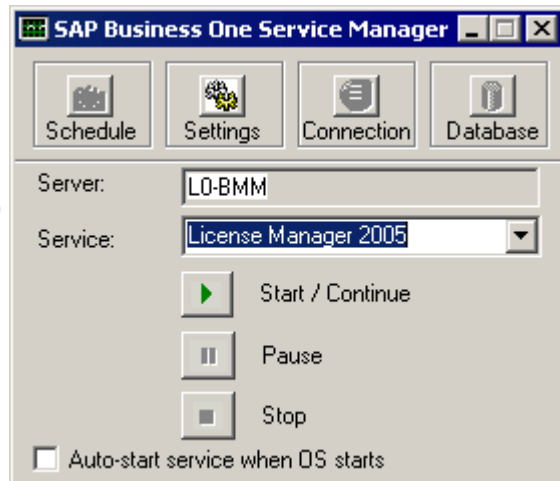 SAP Business One Service Manager
Schedule Settings Connection Database
Server: L0-BMM
Service: License Manager 2005
Start / Continue
Pause
Stop
Auto-start service when OS starts